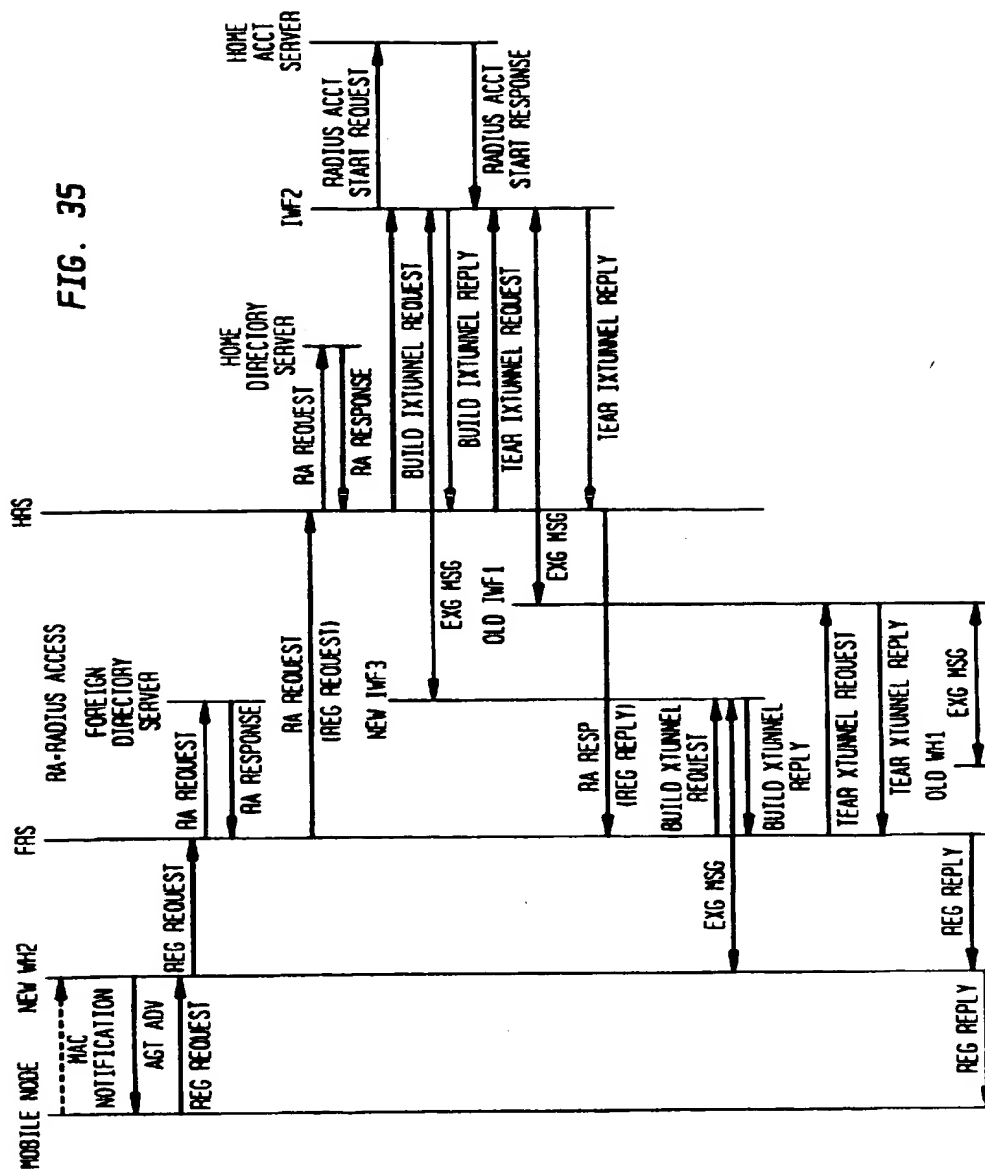 FIG. 35
MOBILE NODE
NEW WH2
FRS
RA=RADIUS ACCESS
FOREIGN
DIRECTORY
SERVER
HRS
HOME
DIRECTORY
SERVER
IWF2
HOME
ACCT
SERVER
MAC
NOTIFICATION
AGT ADV
REG REQUEST
REG REQUEST
RA REQUEST
RA RESPONSE
RA REQUEST
(REG REQUEST)
RA REQUEST
RA RESPONSE
RADIUS ACCT
START REQUEST
BUILD IXTUNNEL REQUEST
NEW IWF3
EXG MSG
BUILD IXTUNNEL REPLY
RADIUS ACCT
START RESPONSE
TEAR IXTUNNEL REQUEST
OLD IWF1
EXG MSG
TEAR IXTUNNEL REPLY
RA RESP
(REG REPLY)
BUILD XTUNNEL
REQUEST
EXG MSG
BUILD XTUNNEL
REPLY
TEAR XTUNNEL REQUEST
TEAR XTUNNEL REPLY
OLD WH1
EXG MSG
REG REPLY
REG REPLY